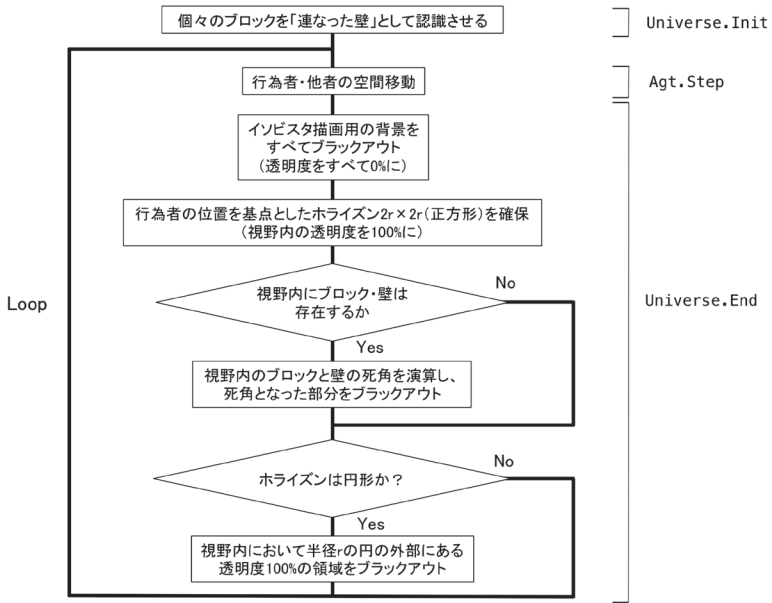 個々のブロックを「連なった壁」として認識させる
Universe.Init
行為者・他者の空間移動
Agt.Step
イソビスタ描画用の背景を
すべてブラックアウト
(透明度をすべて0%に)
行為者の位置を基点としたホライズン2r×2r(正方形)を確保
(視野内の透明度を100%に)
視野内にブロック・壁は
存在するか
No
Loop
Universe.End
Yes
視野内のブロックと壁の死角を演算し、
死角となった部分をブラックアウト
ホライズンは円形か？
No
Yes
視野内において半径rの円の外部にある
透明度100%の領域をブラックアウト